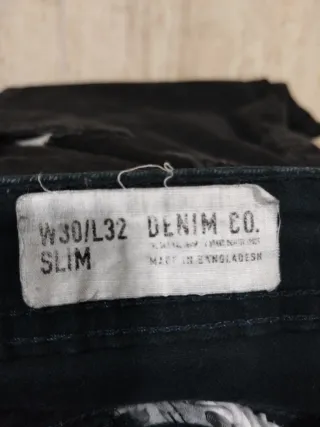 W30/L32 DENIM CO.
SLIM MADE IN BANGLADESH